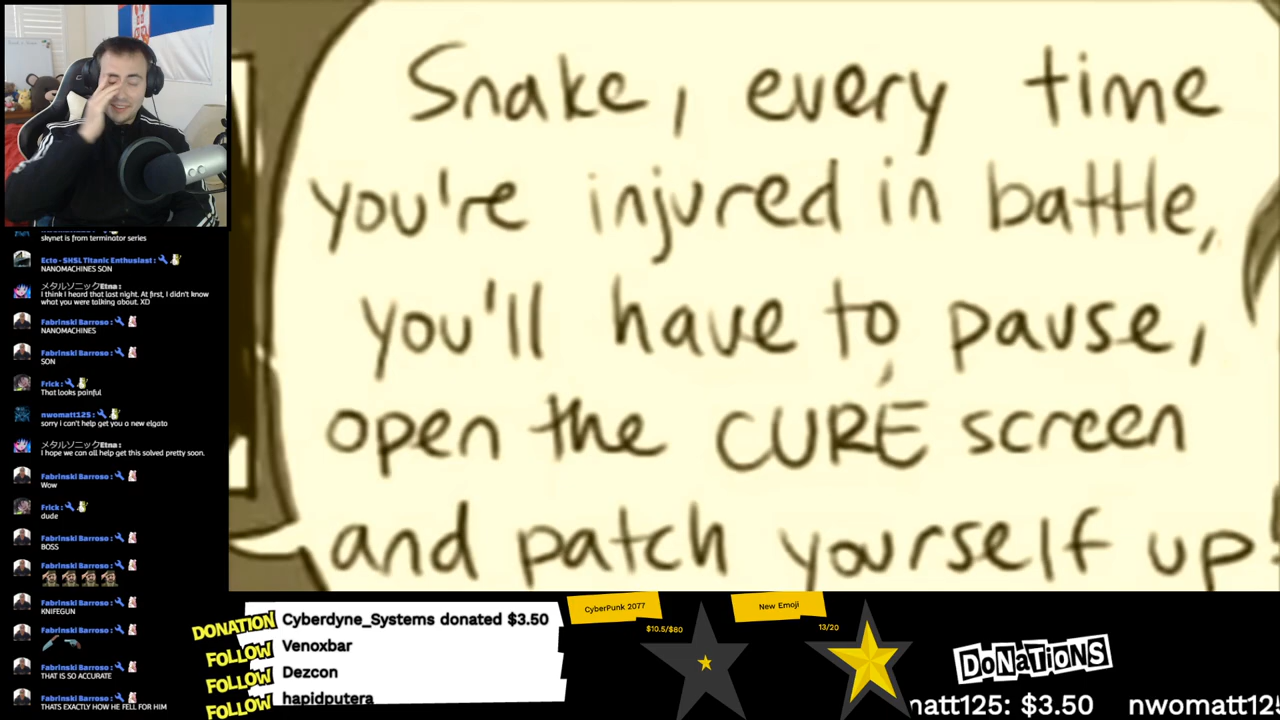 Snake, every time
you're injured in battle,
you'll have to pause,
open the CURE screen
and patch yourself up!
skynet is from terminator series
Ecto - SHSL Titanic Enthusiast :
NANOMACHINES SON
メタルソニックEtna :
I think I heard that last night. At first, I didn't know
what you were talking about. XD
Fabrinski Barroso :
NANOMACHINES
Fabrinski Barroso :
SON
Frick :
That looks painful
nwomatt125 :
sorry i can't help get you a new elgato
メタルソニックEtna :
I hope we can all help get this solved pretty soon.
Fabrinski Barroso :
Wow
Frick :
dude
Fabrinski Barroso :
BOSS
Fabrinski Barroso :
Fabrinski Barroso :
KNIFEGUN
Fabrinski Barroso :
Fabrinski Barroso :
THAT IS SO ACCURATE
Fabrinski Barroso :
THATS EXACTLY HOW HE FELL FOR HIM
DONATION Cyberdyne_Systems donated $3.50
FOLLOW Venoxbar
FOLLOW Dezcon
FOLLOW hapidputera
CyberPunk 2077
$10.5/$80
New Emoji
13/20
DONATIONS
matt125: $3.50 nwomatt125